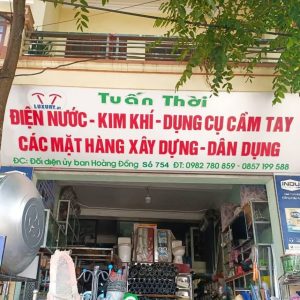 Tuấn Thời
LUXURY.vn
ĐIỆN NƯỚC - KIM KHÍ - DỤNG CỤ CẦM TAY
CÁC MẶT HÀNG XÂY DỰNG - DÂN DỤNG
ĐC: Đối diện ủy ban Hoàng Đồng Số 754 ĐT: 0982 780 859 - 0857 199 588